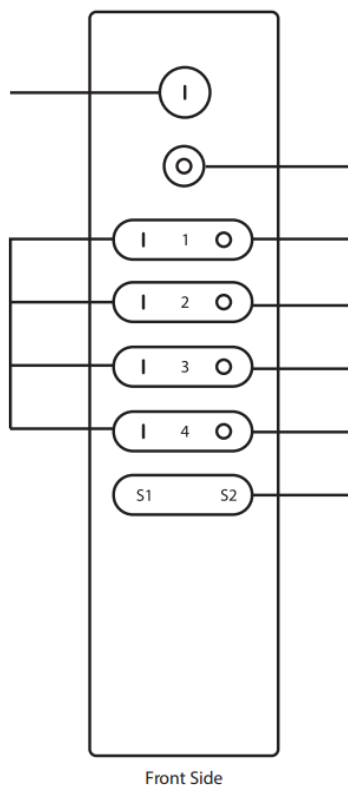 I
O
I 1 O
I 2 O
I 3 O
I 4 O
S1 S2
Front Side